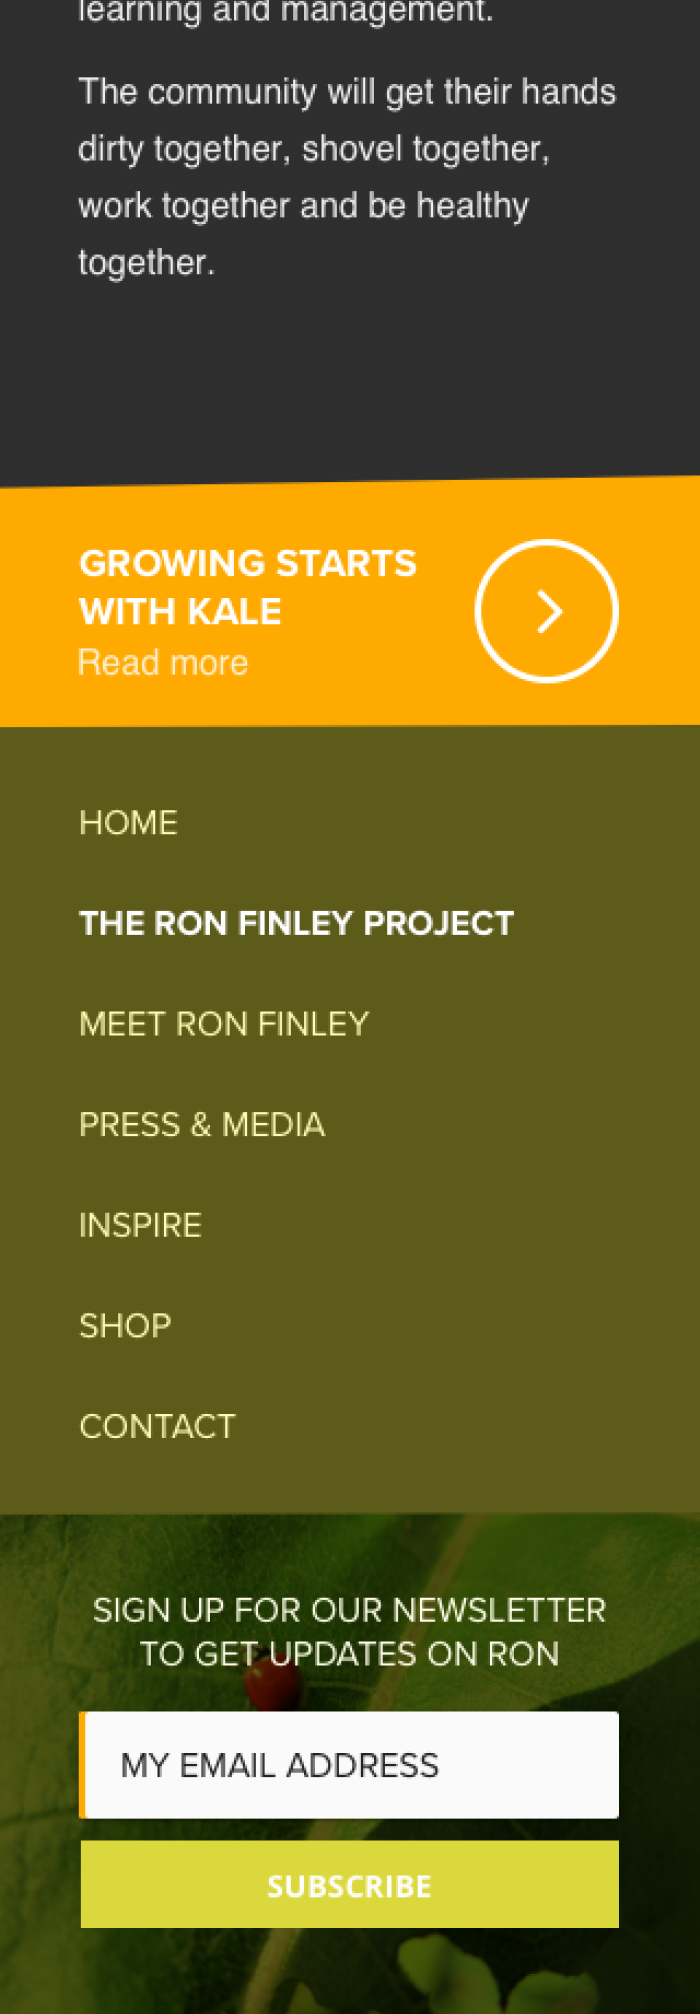 learning and management.
The community will get their hands
dirty together, shovel together,
work together and be healthy
together.
GROWING STARTS
WITH KALE
Read more
HOME
THE RON FINLEY PROJECT
MEET RON FINLEY
PRESS & MEDIA
INSPIRE
SHOP
CONTACT
SIGN UP FOR OUR NEWSLETTER
TO GET UPDATES ON RON
MY EMAIL ADDRESS
SUBSCRIBE